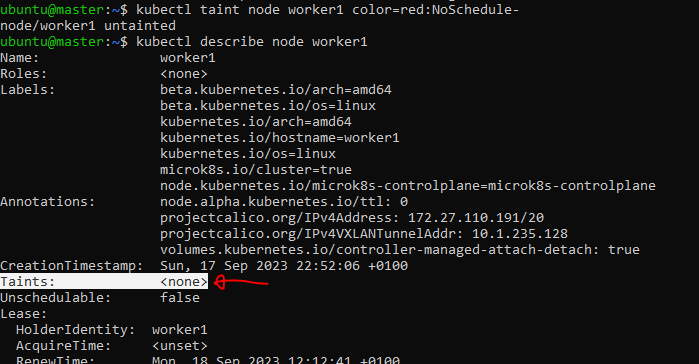 ubuntu@master:~$ kubectl taint node worker1 color=red:NoSchedule-
node/worker1 untainted
ubuntu@master:~$ kubectl describe node worker1
Name:               worker1
Roles:              <none>
Labels:             beta.kubernetes.io/arch=amd64
                    beta.kubernetes.io/os=linux
                    kubernetes.io/arch=amd64
                    kubernetes.io/hostname=worker1
                    kubernetes.io/os=linux
                    microk8s.io/cluster=true
                    node.kubernetes.io/microk8s-controlplane=microk8s-controlplane
Annotations:        node.alpha.kubernetes.io/ttl: 0
                    projectcalico.org/IPv4Address: 172.27.110.191/20
                    projectcalico.org/IPv4VXLANTunnelAddr: 10.1.235.128
                    volumes.kubernetes.io/controller-managed-attach-detach: true
CreationTimestamp:  Sun, 17 Sep 2023 22:52:06 +0100
Taints:             <none>
Unschedulable:      false
Lease:
  HolderIdentity:  worker1
  AcquireTime:     <unset>
  RenewTime:       Mon, 18 Sep 2023 12:12:41 +0100